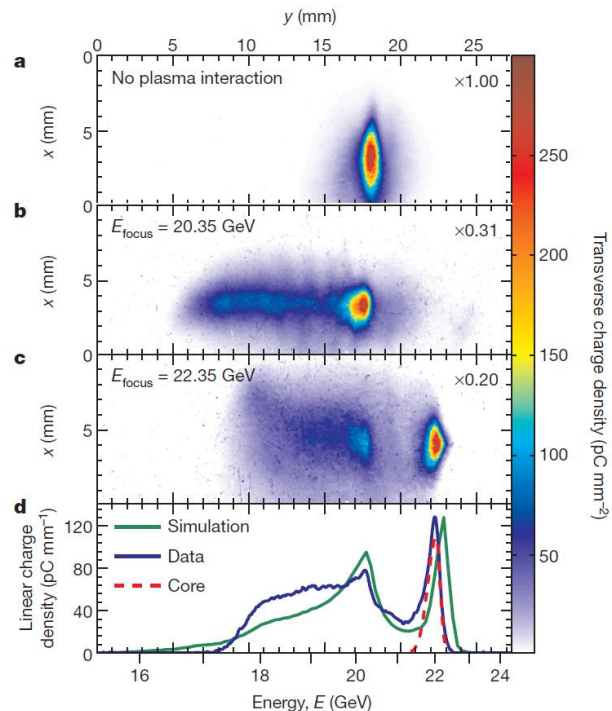 y (mm)
0 5 10 15 20 25
a
No plasma interaction
×1.00
x (mm)
5
0
b
E focus = 20.35 GeV
×0.31
x (mm)
5
0
c
E focus = 22.35 GeV
×0.20
x (mm)
5
d
Simulation
Data
Core
Linear charge
density (pC mm⁻¹)
120
80
40
0
16 18 20 22 24
Energy, E (GeV)
250
200
150
100
50
Transverse charge density (pC mm⁻²)